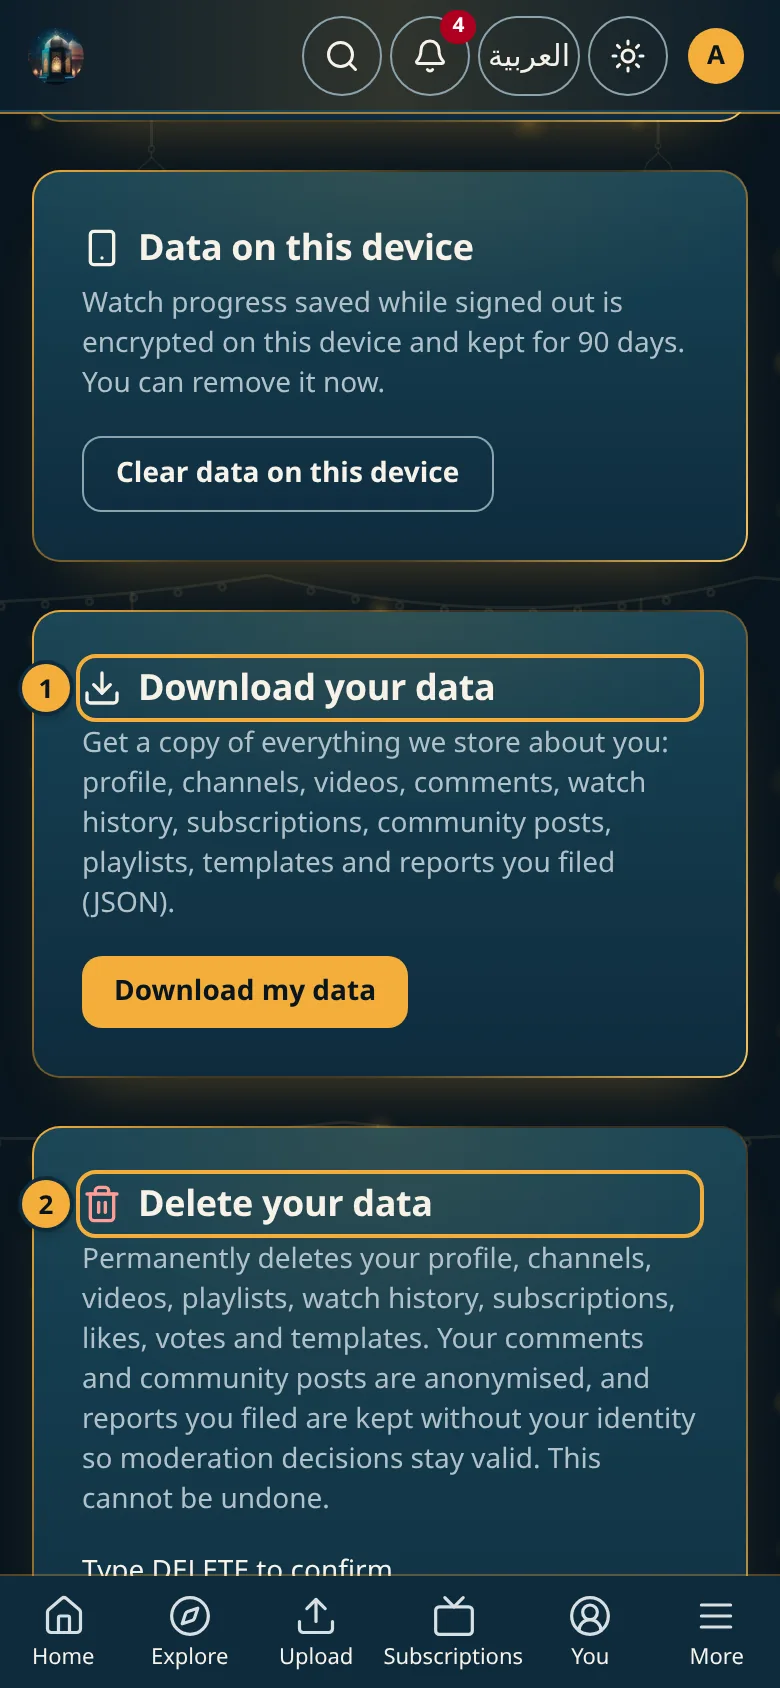 4
العربية
A
Data on this device
Watch progress saved while signed out is
encrypted on this device and kept for 90 days.
You can remove it now.
Clear data on this device
1
Download your data
Get a copy of everything we store about you:
profile, channels, videos, comments, watch
history, subscriptions, community posts,
playlists, templates and reports you filed
(JSON).
Download my data
2
Delete your data
Permanently deletes your profile, channels,
videos, playlists, watch history, subscriptions,
likes, votes and templates. Your comments
and community posts are anonymised, and
reports you filed are kept without your identity
so moderation decisions stay valid. This
cannot be undone.
Type DELETE to confirm
Home
Explore
Upload
Subscriptions
You
More